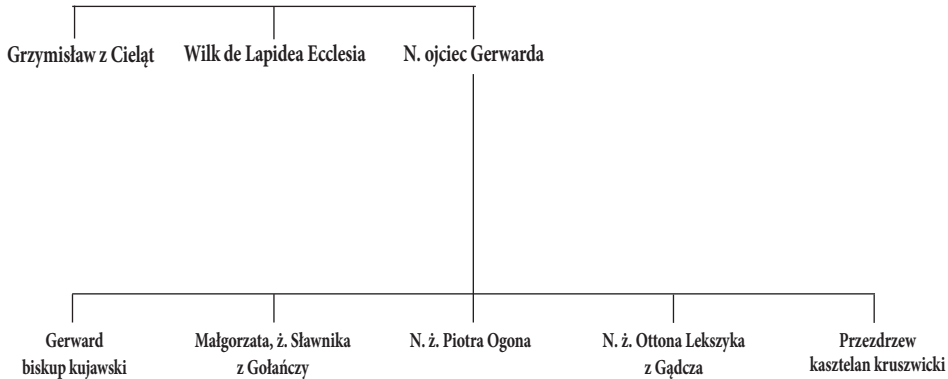 Grzymisław z Cieląt
Wilk de Lapidea Ecclesia
N. ojciec Gerwarda
Gerward
biskup kujawski
Małgorzata, ż. Sławnika
z Gołańczy
N. ż. Piotra Ogona
N. ż. Ottona Lekszyka
z Gądcza
Przezdrzew
kasztelan kruszwicki